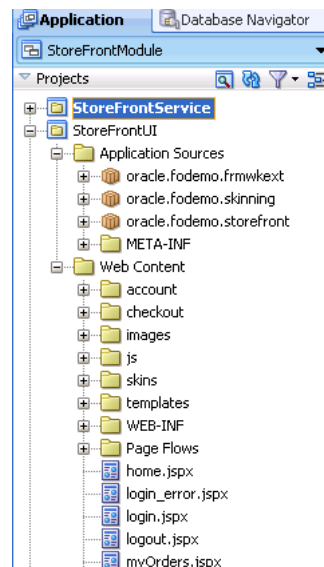 Application Database Navigator
StoreFrontModule
Projects
StoreFrontService
StoreFrontUI
Application Sources
oracle.fodemo.frmwkext
oracle.fodemo.skinning
oracle.fodemo.storefront
META-INF
Web Content
account
checkout
images
js
skins
templates
WEB-INF
Page Flows
home.jspx
login_error.jspx
login.jspx
logout.jspx
myOrders.jspx